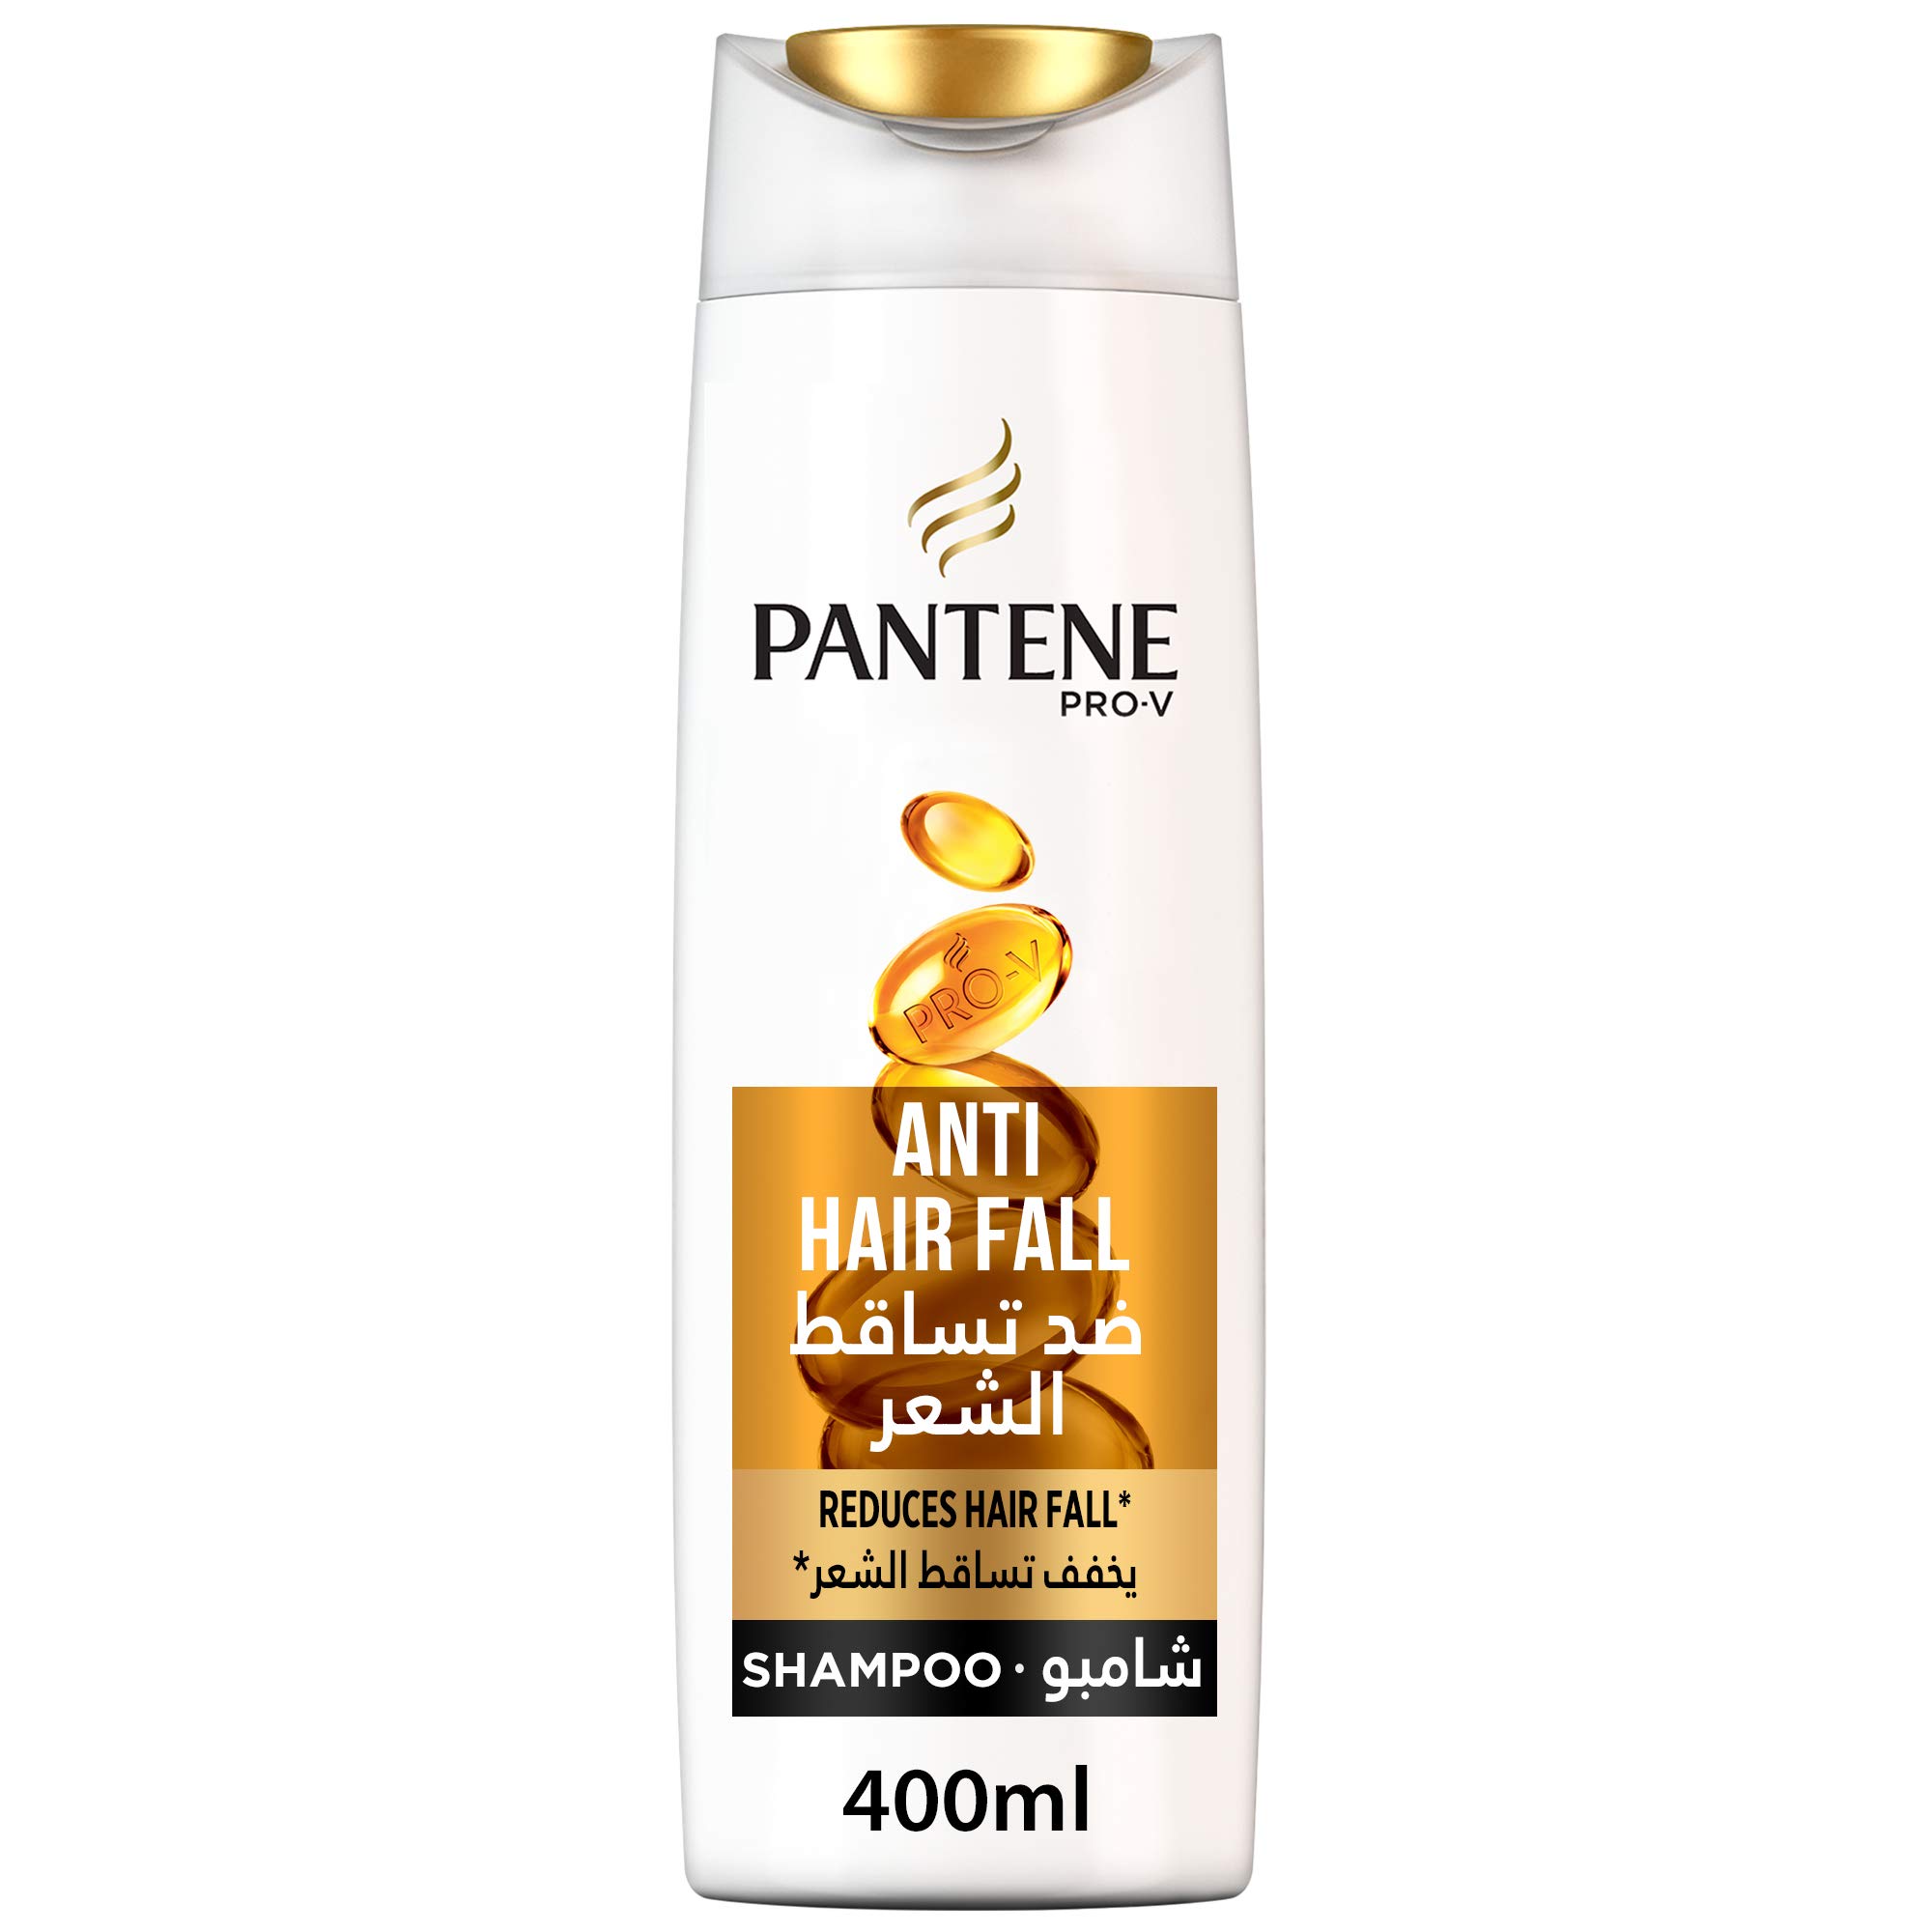 PANTENE
PRO-V
PRO-V
ANTI
HAIR FALL
ضد تساقط
الشعر
REDUCES HAIR FALL*
يخفف تساقط الشعر*
SHAMPOO · شامبو
400ml